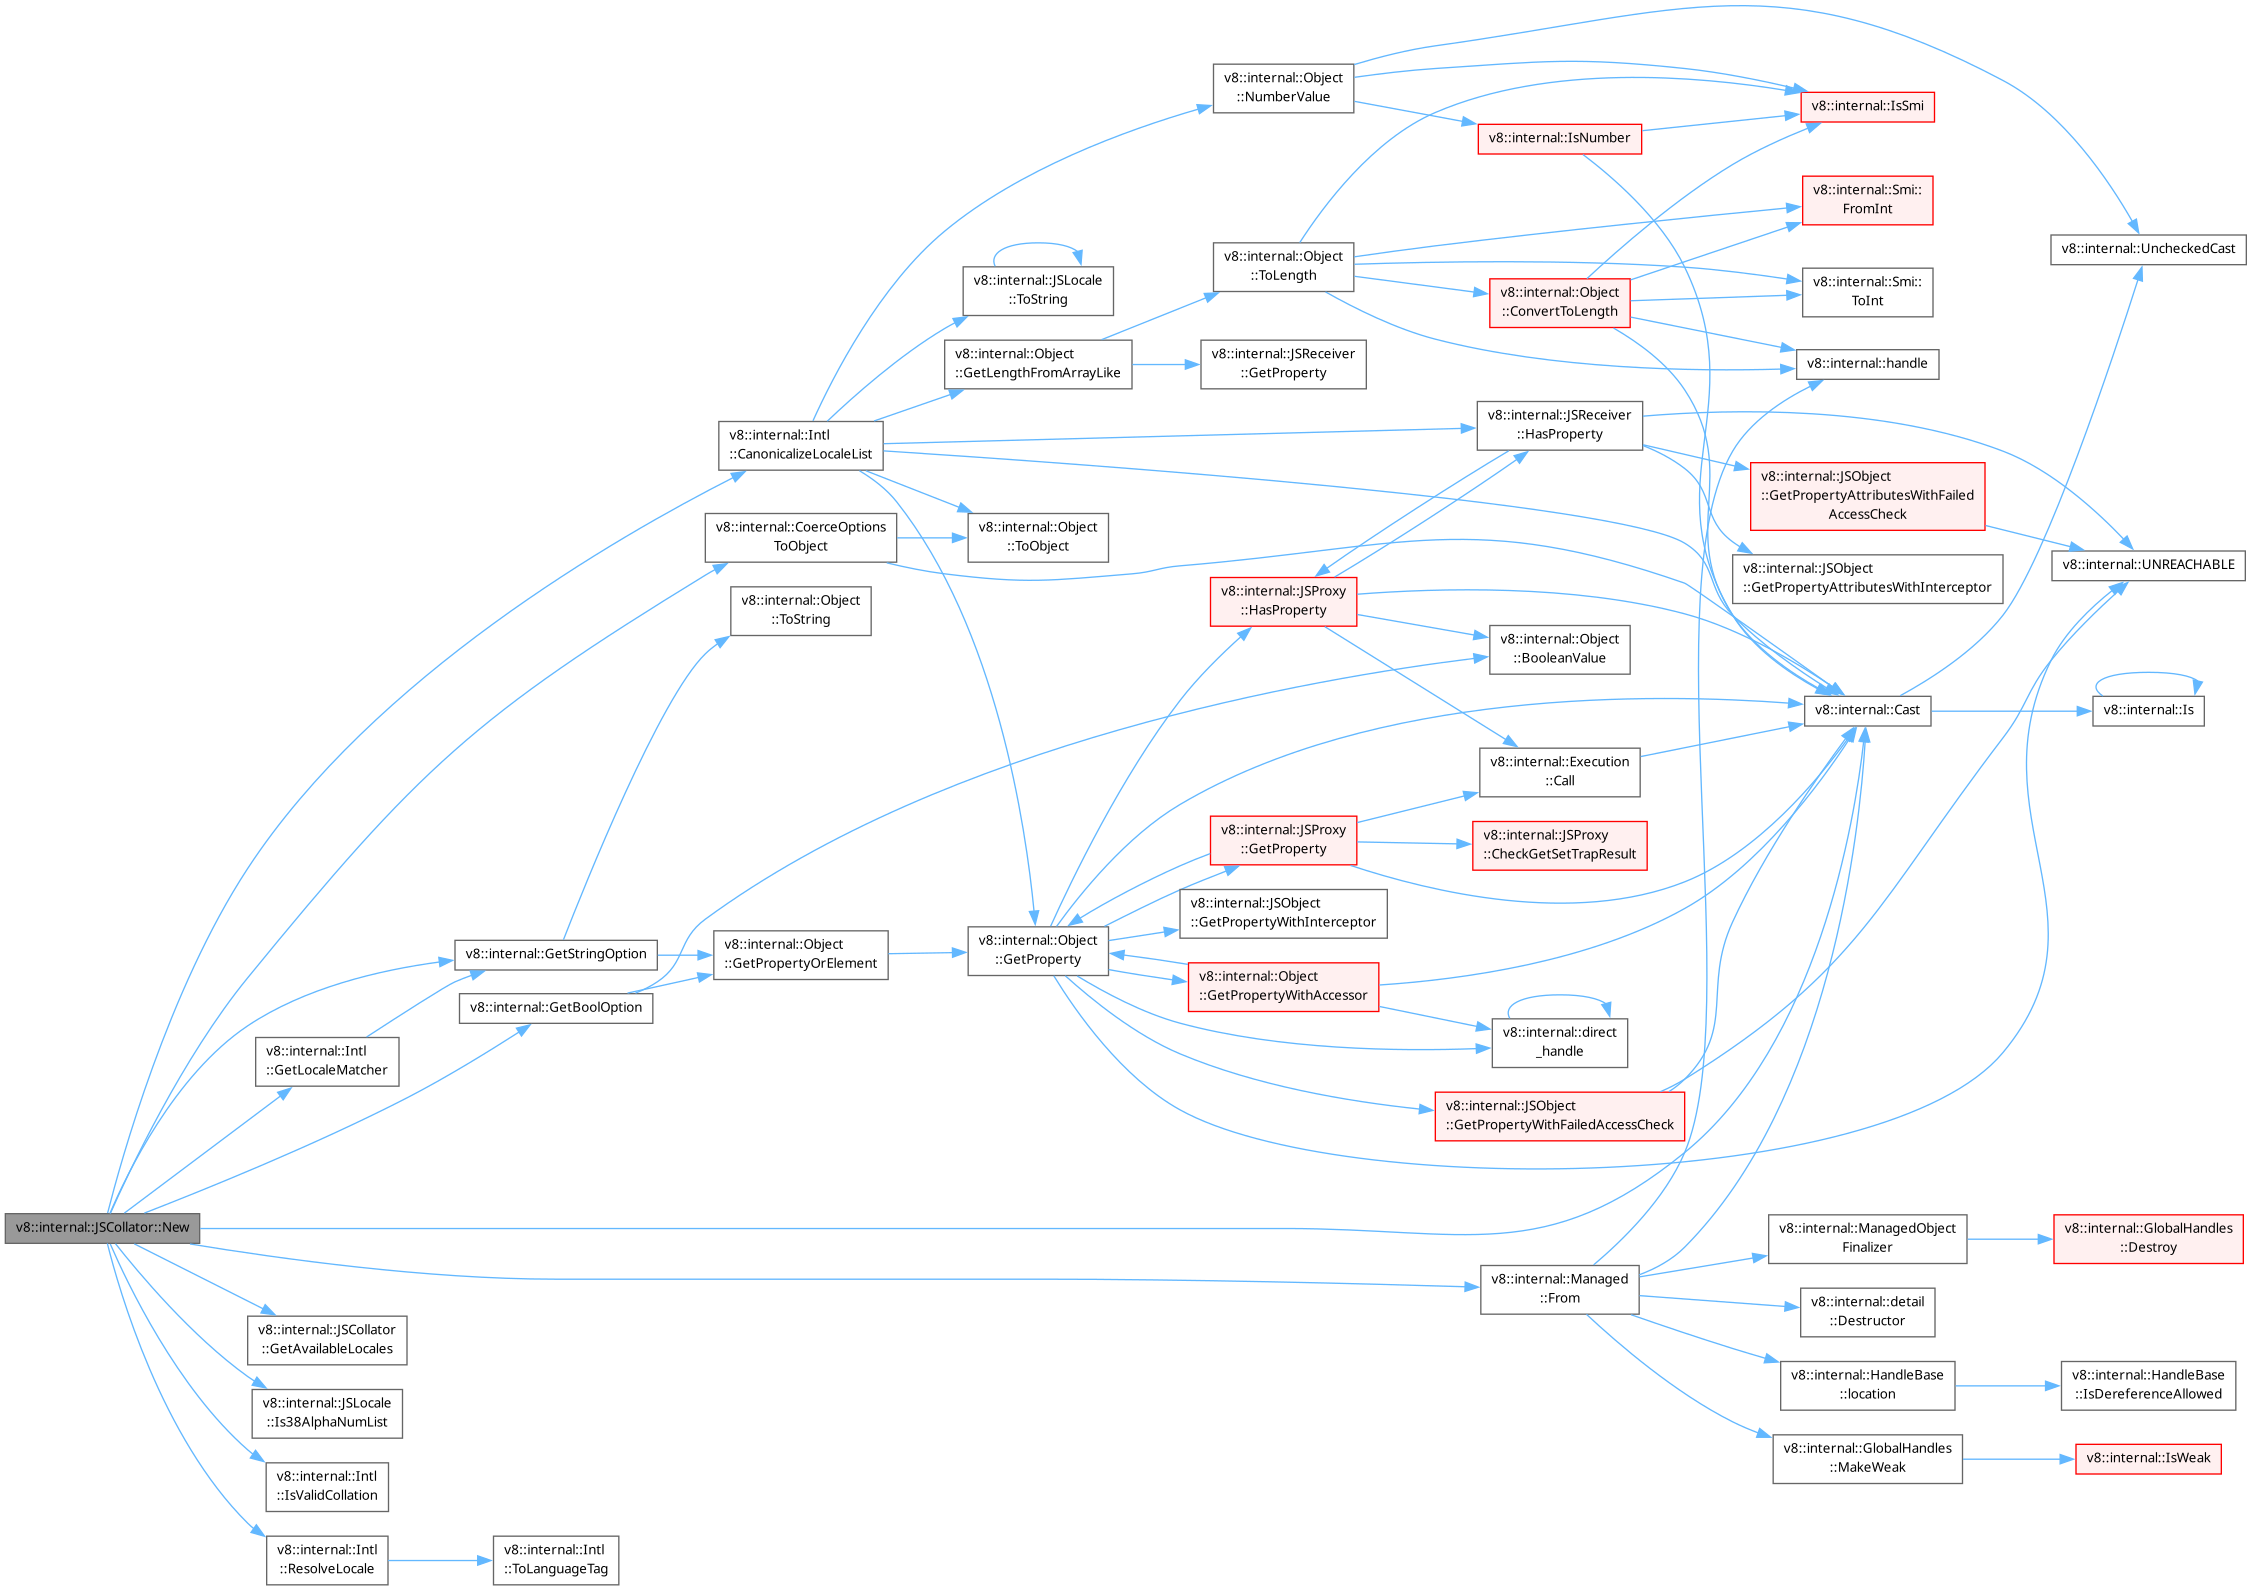 v8::internal::Object
::NumberValue
v8::internal::IsSmi
v8::internal::IsNumber
v8::internal::Smi::
FromInt
v8::internal::UncheckedCast
v8::internal::Object
::ToLength
v8::internal::JSLocale
::ToString
v8::internal::Object
::ConvertToLength
v8::internal::Smi::
ToInt
v8::internal::Object
::GetLengthFromArrayLike
v8::internal::JSReceiver
::GetProperty
v8::internal::handle
v8::internal::Intl
::CanonicalizeLocaleList
v8::internal::JSReceiver
::HasProperty
v8::internal::JSObject
::GetPropertyAttributesWithFailed
AccessCheck
v8::internal::CoerceOptions
ToObject
v8::internal::Object
::ToObject
v8::internal::UNREACHABLE
v8::internal::JSObject
::GetPropertyAttributesWithInterceptor
v8::internal::JSProxy
::HasProperty
v8::internal::Object
::ToString
v8::internal::Object
::BooleanValue
v8::internal::Cast
v8::internal::Is
v8::internal::Execution
::Call
v8::internal::JSProxy
::GetProperty
v8::internal::JSProxy
::CheckGetSetTrapResult
v8::internal::JSObject
::GetPropertyWithInterceptor
v8::internal::GetStringOption
v8::internal::Object
::GetPropertyOrElement
v8::internal::Object
::GetProperty
v8::internal::Object
::GetPropertyWithAccessor
v8::internal::GetBoolOption
v8::internal::direct
_handle
v8::internal::Intl
::GetLocaleMatcher
v8::internal::JSObject
::GetPropertyWithFailedAccessCheck
v8::internal::JSCollator::New
v8::internal::ManagedObject
Finalizer
v8::internal::GlobalHandles
::Destroy
v8::internal::Managed
::From
v8::internal::detail
::Destructor
v8::internal::JSCollator
::GetAvailableLocales
v8::internal::HandleBase
::location
v8::internal::HandleBase
::IsDereferenceAllowed
v8::internal::JSLocale
::Is38AlphaNumList
v8::internal::GlobalHandles
::MakeWeak
v8::internal::IsWeak
v8::internal::Intl
::IsValidCollation
v8::internal::Intl
::ResolveLocale
v8::internal::Intl
::ToLanguageTag